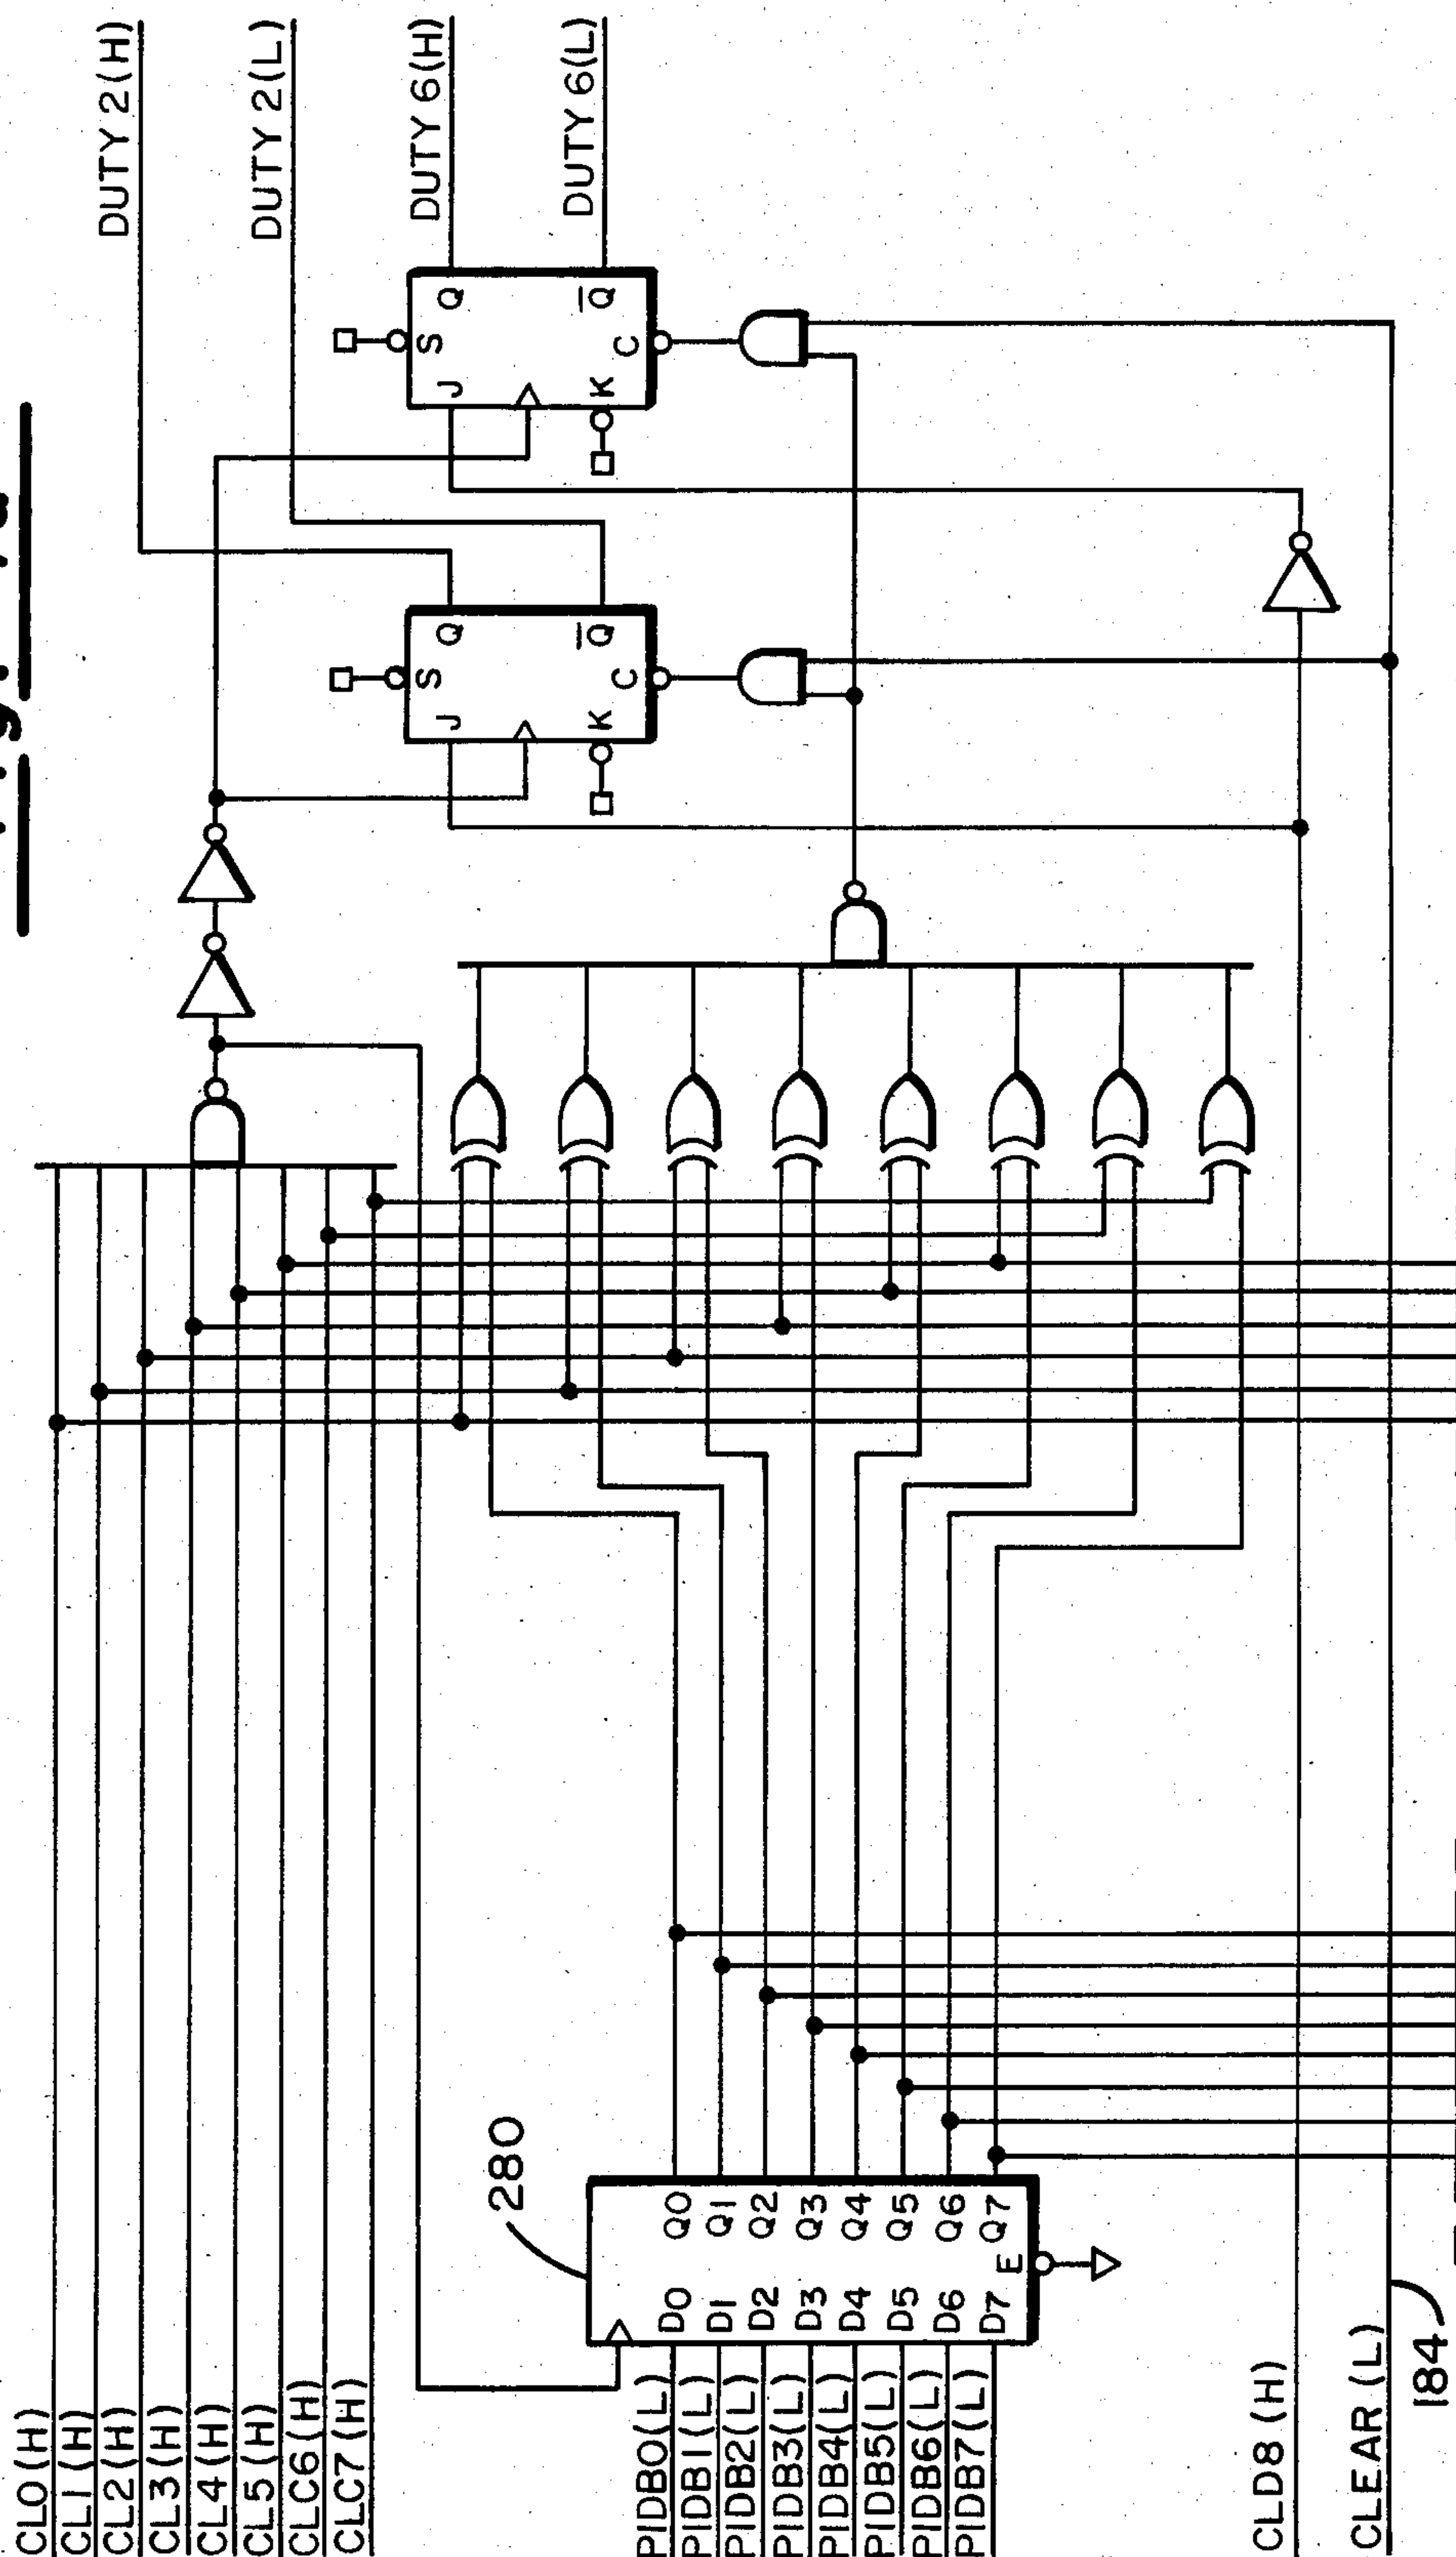 DUTY 2(H)
DUTY 2(L)
DUTY 6(H)
DUTY 6(L)
S
J
Q
Q
K
C
S
J
Q
Q
K
C
280
D0 Q0
D1 Q1
D2 Q2
D3 Q3
D4 Q4
D5 Q5
D6 Q6
D7 Q7
E
CL0(H)
CL1(H)
CL2(H)
CL3(H)
CL4(H)
CL5(H)
CLC6(H)
CLC7(H)
PIDB0(L)
PIDB1(L)
PIDB2(L)
PIDB3(L)
PIDB4(L)
PIDB5(L)
PIDB6(L)
PIDB7(L)
CLD8(H)
CLEAR(L)
184